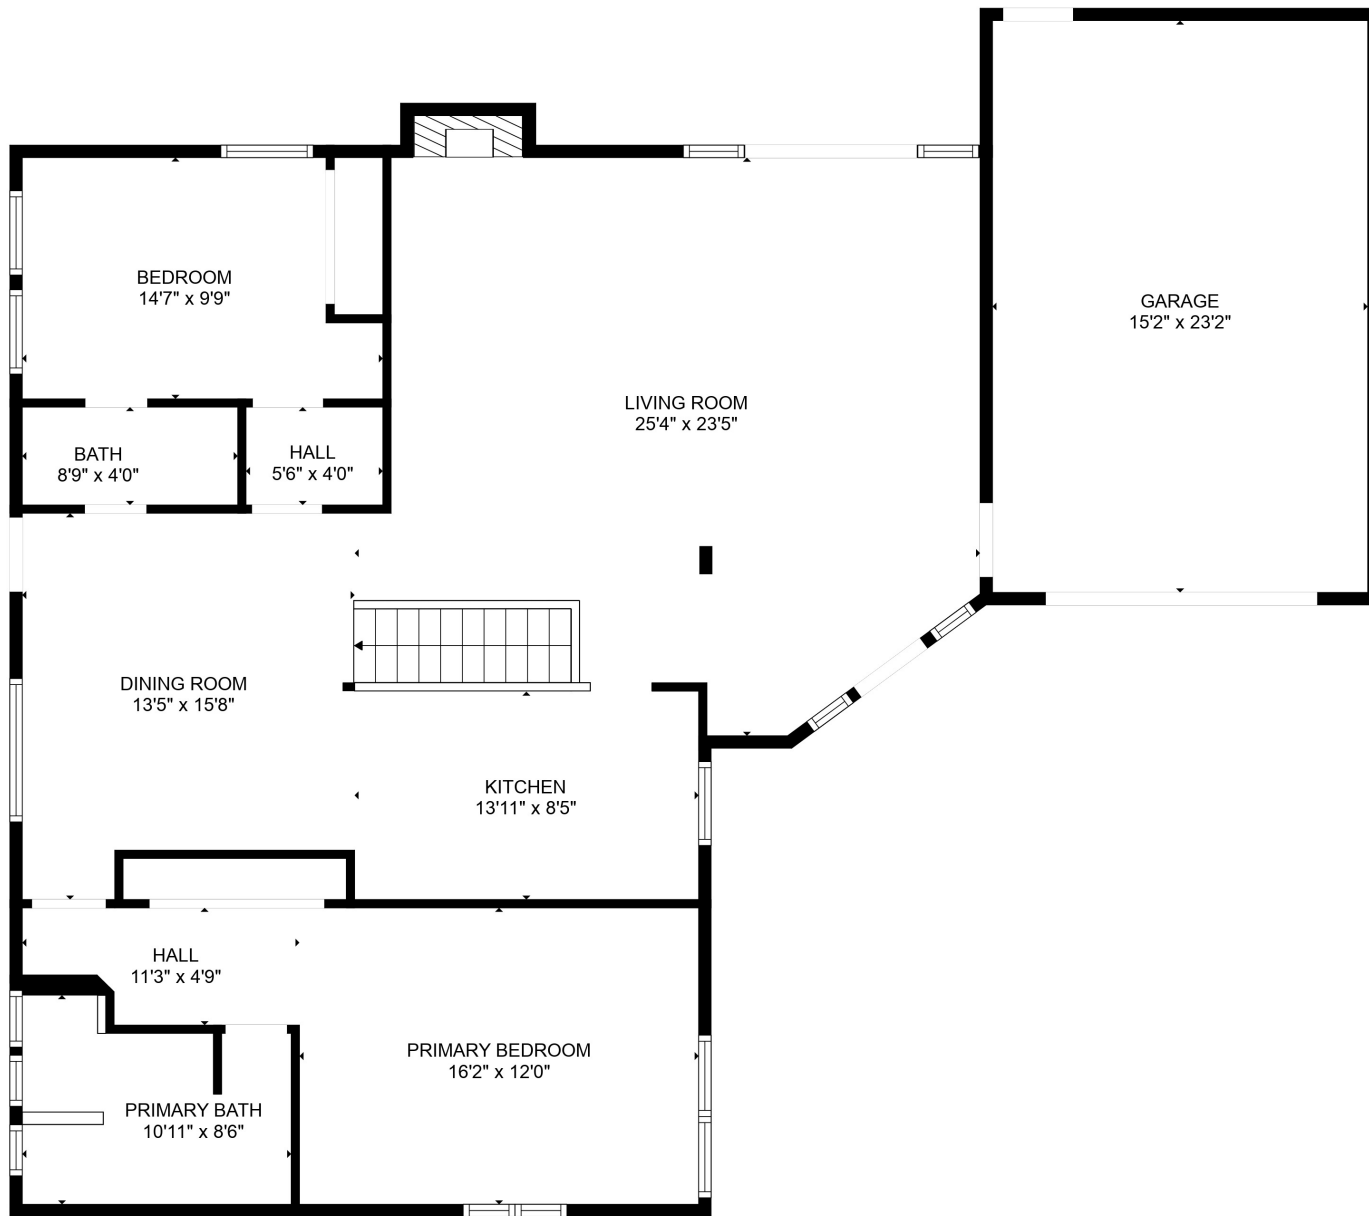 BEDROOM
14'7" x 9'9"
GARAGE
15'2" x 23'2"
LIVING ROOM
25'4" x 23'5"
BATH
8'9" x 4'0"
HALL
5'6" x 4'0"
DINING ROOM
13'5" x 15'8"
KITCHEN
13'11" x 8'5"
HALL
11'3" x 4'9"
PRIMARY BEDROOM
16'2" x 12'0"
PRIMARY BATH
10'11" x 8'6"